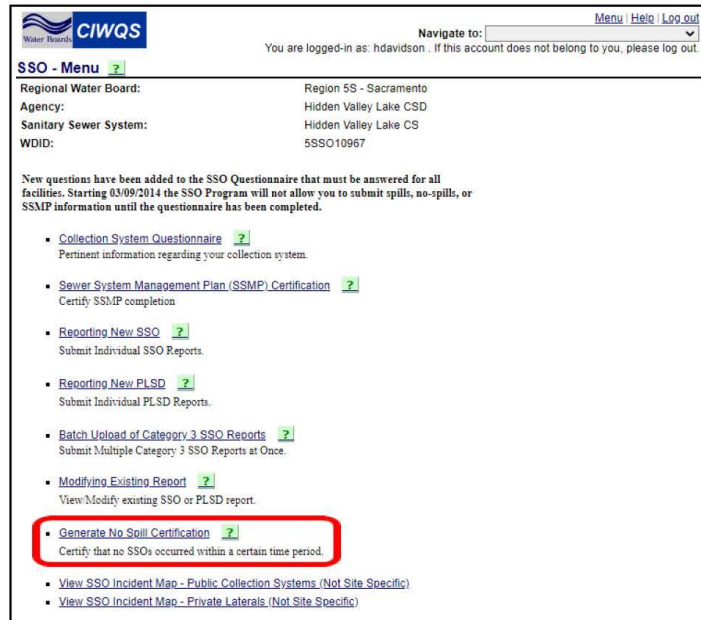 Water Boards CIWQS
Menu | Help | Log out
Navigate to:
You are logged-in as: hdavidson . If this account does not belong to you, please log out.
SSO - Menu ?
Regional Water Board: Region 5S - Sacramento
Agency: Hidden Valley Lake CSD
Sanitary Sewer System: Hidden Valley Lake CS
WDID: 5SSO10967
New questions have been added to the SSO Questionnaire that must be answered for all
facilities. Starting 03/09/2014 the SSO Program will not allow you to submit spills, no-spills, or
SSMP information until the questionnaire has been completed.
Collection System Questionnaire ?
Pertinent information regarding your collection system.
Sewer System Management Plan (SSMP) Certification ?
Certify SSMP completion
Reporting New SSO ?
Submit Individual SSO Reports.
Reporting New PLSD ?
Submit Individual PLSD Reports.
Batch Upload of Category 3 SSO Reports ?
Submit Multiple Category 3 SSO Reports at Once.
Modifying Existing Report ?
View/Modify existing SSO or PLSD report.
Generate No Spill Certification ?
Certify that no SSOs occurred within a certain time period.
View SSO Incident Map - Public Collection Systems (Not Site Specific)
View SSO Incident Map - Private Laterals (Not Site Specific)